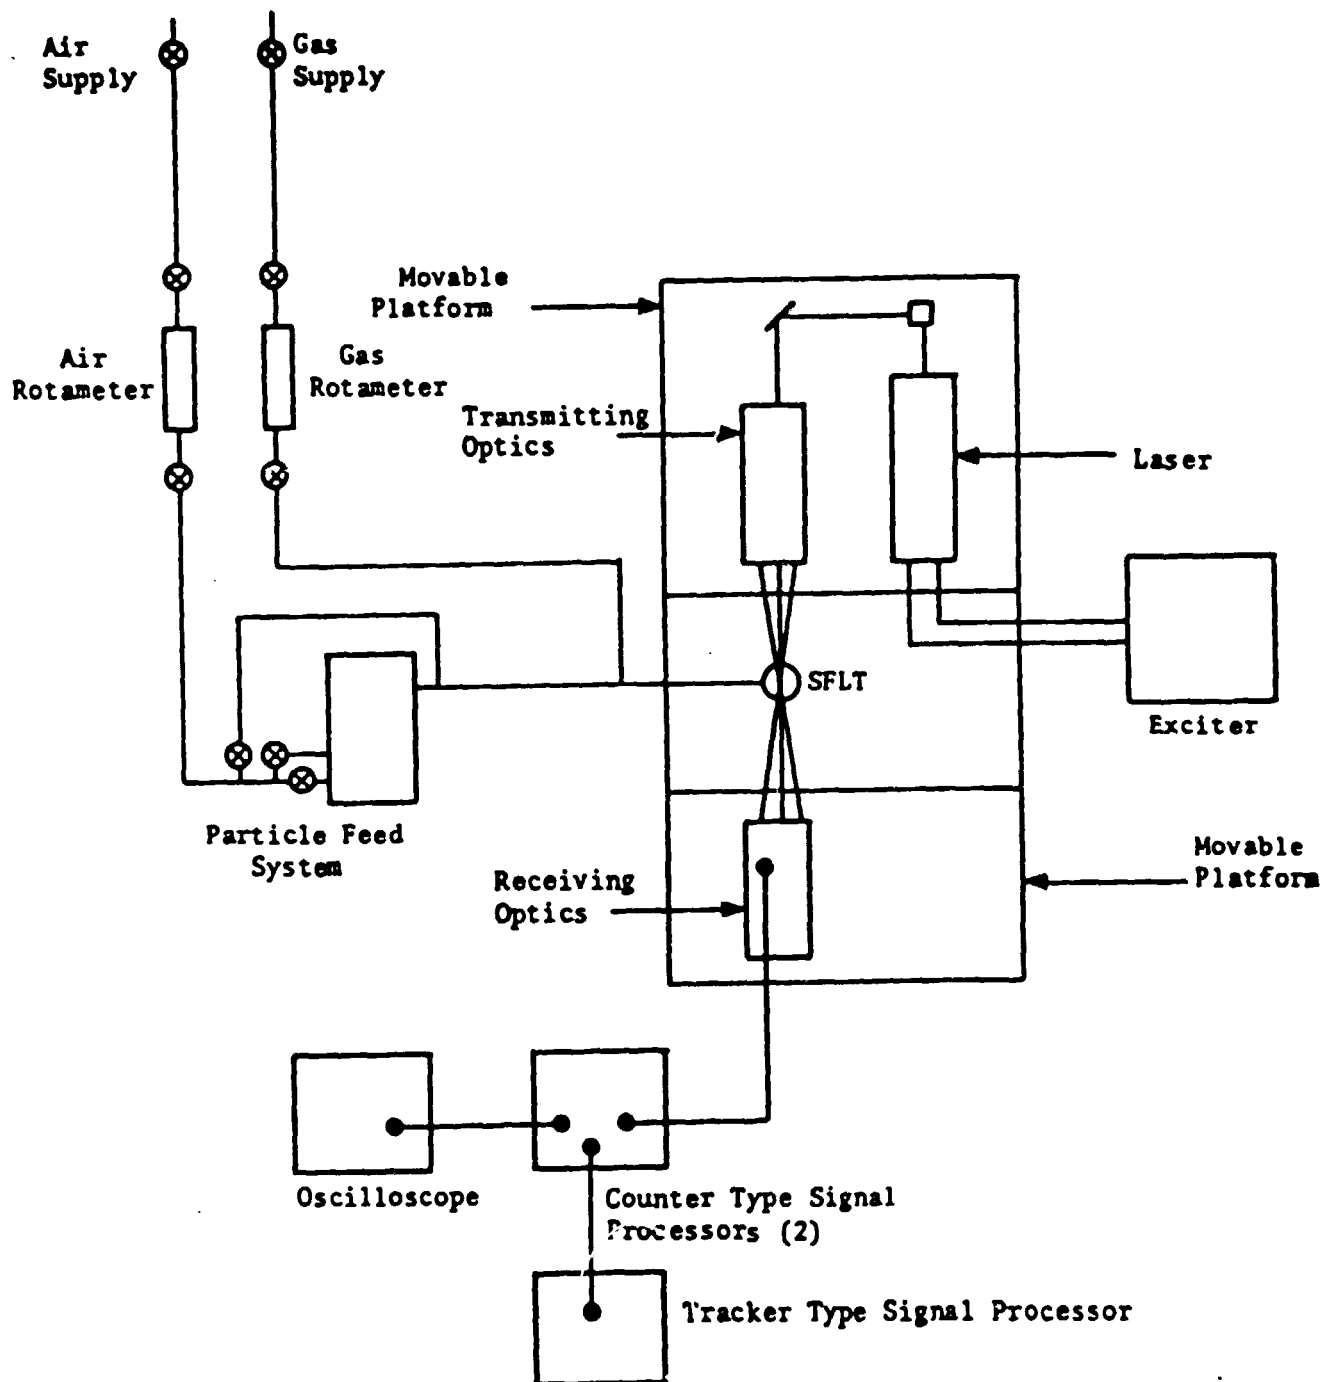 Air
Supply
Gas
Supply
Movable
Platform
Air
Rotameter
Gas
Rotameter
Transmitting
Optics
Laser
SFLT
Exciter
Particle Feed
System
Movable
Platform
Receiving
Optics
Oscilloscope
Counter Type Signal
Processors (2)
Tracker Type Signal Processor